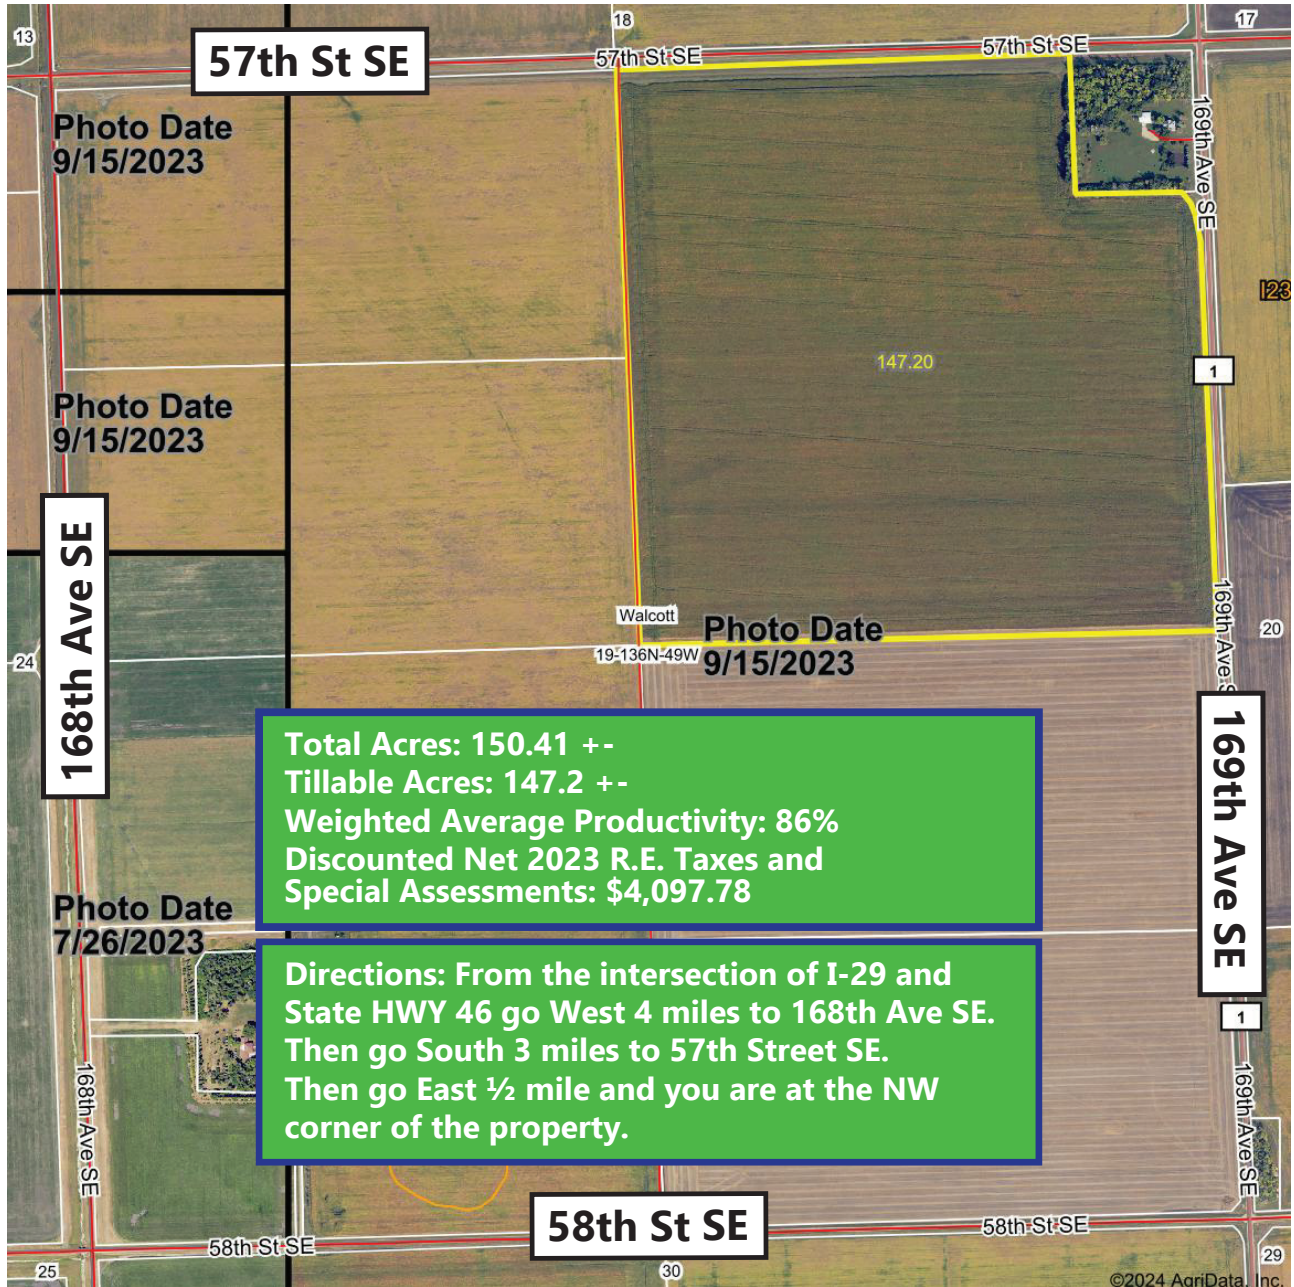 13
18
17
57th St SE
57th St SE
57th St SE
Photo Date
9/15/2023
169th Ave SE
I23
147.20
1
Photo Date
9/15/2023
168th Ave SE
Walcott
Photo Date
9/15/2023
19-136N-49W
169th Ave S
20
24
169th Ave SE
Total Acres: 150.41 +-
Tillable Acres: 147.2 +-
Weighted Average Productivity: 86%
Discounted Net 2023 R.E. Taxes and
Special Assessments: $4,097.78
Photo Date
7/26/2023
Directions: From the intersection of I-29 and
State HWY 46 go West 4 miles to 168th Ave SE.
Then go South 3 miles to 57th Street SE.
Then go East ½ mile and you are at the NW
corner of the property.
1
168th Ave SE
169th Ave SE
58th St SE
58th St SE
58th St SE
25
30
29
©2024 AgriData, Inc.